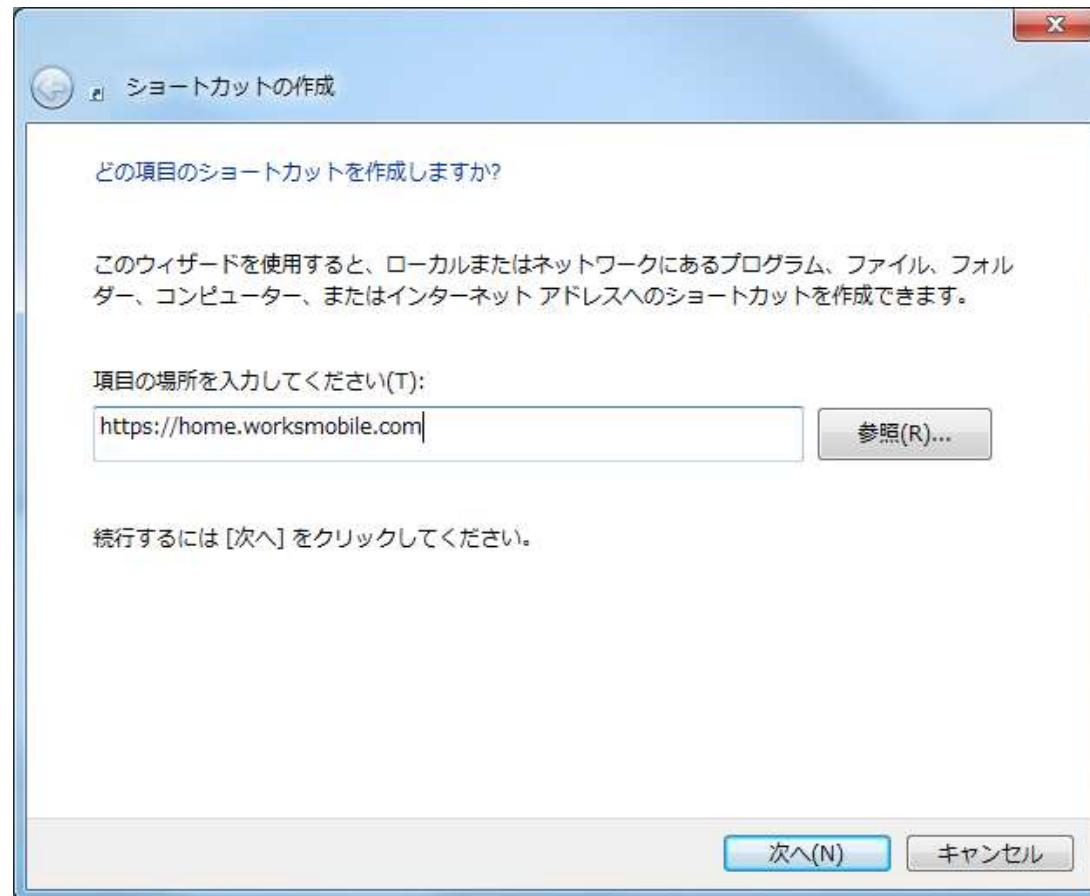 ショートカットの作成
どの項目のショートカットを作成しますか?
このウィザードを使用すると、ローカルまたはネットワークにあるプログラム、ファイル、フォル
ダー、コンピューター、またはインターネット アドレスへのショートカットを作成できます。
項目の場所を入力してください(T):
https://home.worksmobile.com
参照(R)...
続行するには [次へ] をクリックしてください。
次へ(N)
キャンセル